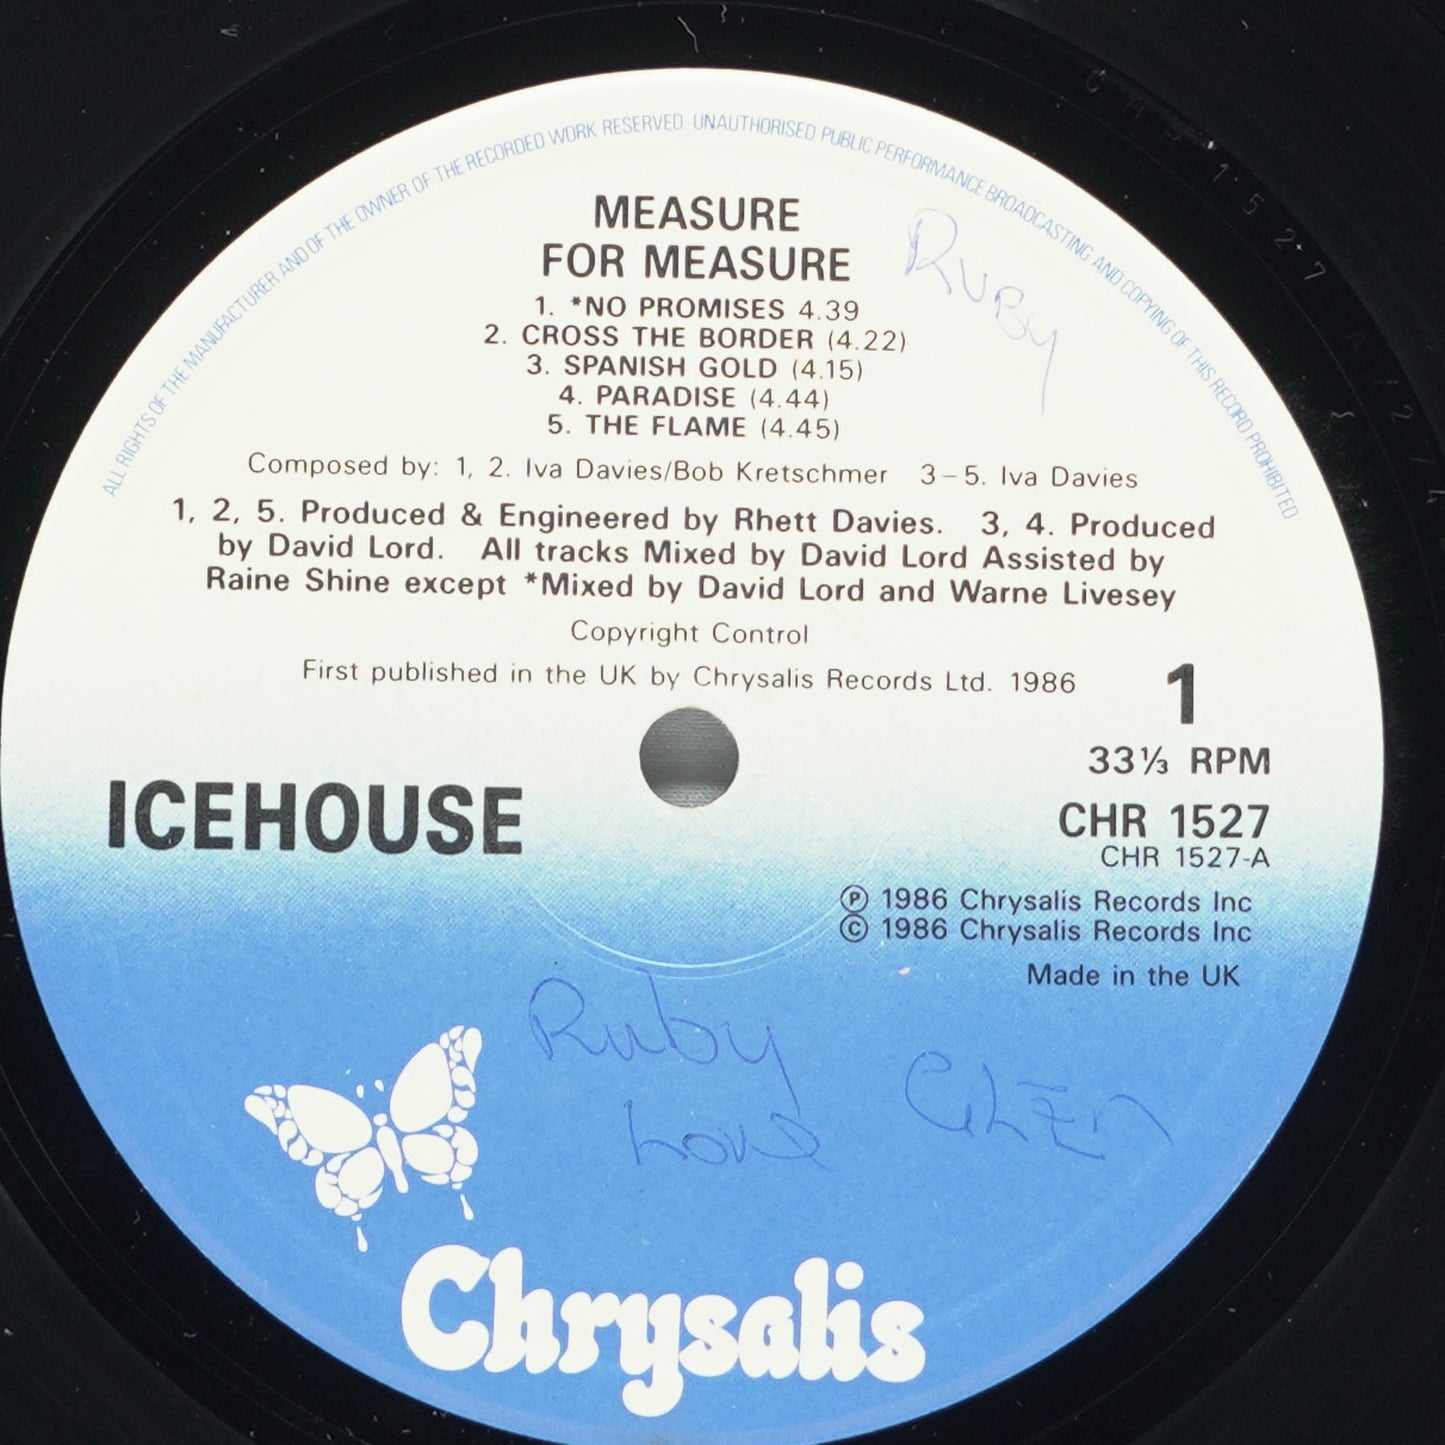 ALL RIGHTS OF THE MANUFACTURER AND OF THE OWNER OF THE RECORDED WORK RESERVED UNAUTHORISED PUBLIC PERFORMANCE BROADCASTING AND COPYING OF THIS RECORD PROHIBITED
MEASURE
FOR MEASURE
Ruby
1. *NO PROMISES 4.39
2. CROSS THE BORDER (4.22)
3. SPANISH GOLD (4.15)
4. PARADISE (4.44)
5. THE FLAME (4.45)
Composed by: 1, 2. Iva Davies/Bob Kretschmer 3–5. Iva Davies
1, 2, 5. Produced & Engineered by Rhett Davies. 3, 4. Produced
by David Lord. All tracks Mixed by David Lord Assisted by
Raine Shine except *Mixed by David Lord and Warne Livesey
Copyright Control
First published in the UK by Chrysalis Records Ltd. 1986
1
33⅓ RPM
ICEHOUSE
CHR 1527
CHR 1527-A
Ⓟ 1986 Chrysalis Records Inc
© 1986 Chrysalis Records Inc
Made in the UK
Ruby
Love
GLEn
Chrysalis